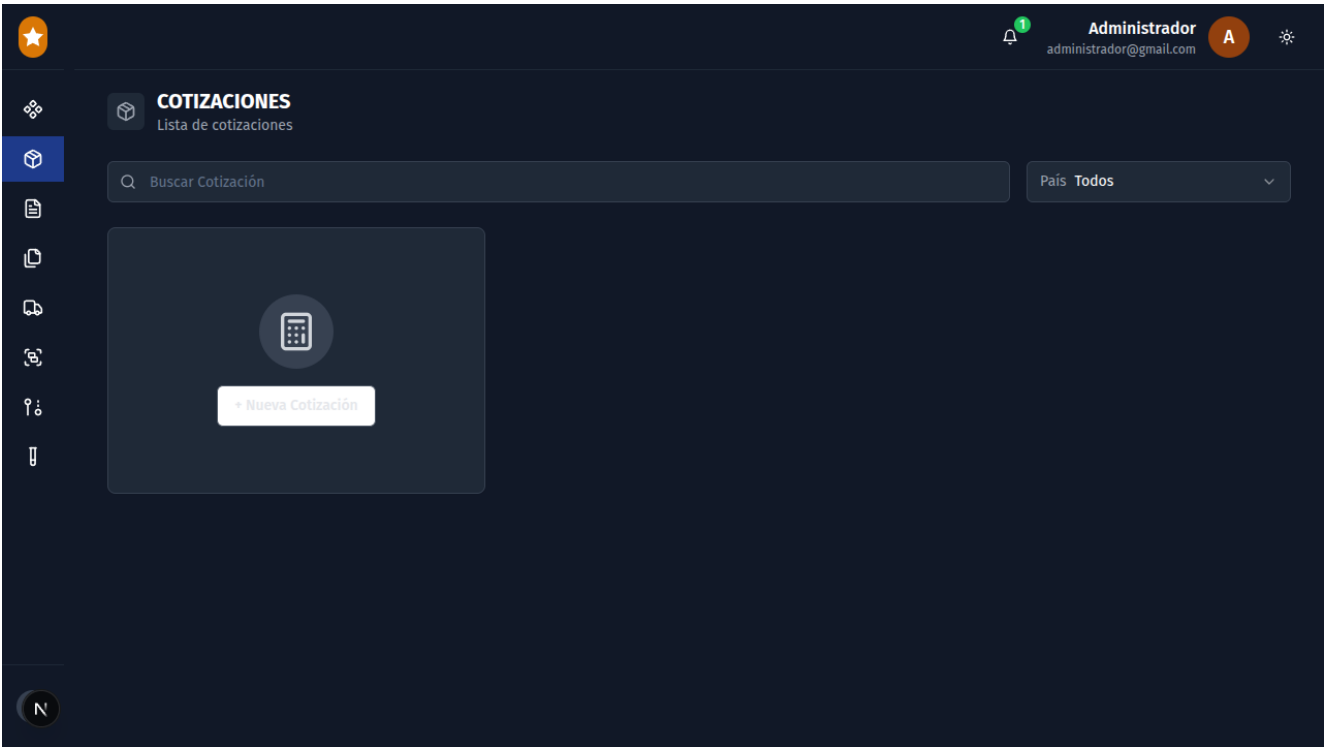 1
Administrador
administrador@gmail.com
A
COTIZACIONES
Lista de cotizaciones
Buscar Cotización
País Todos
+ Nueva Cotización
N